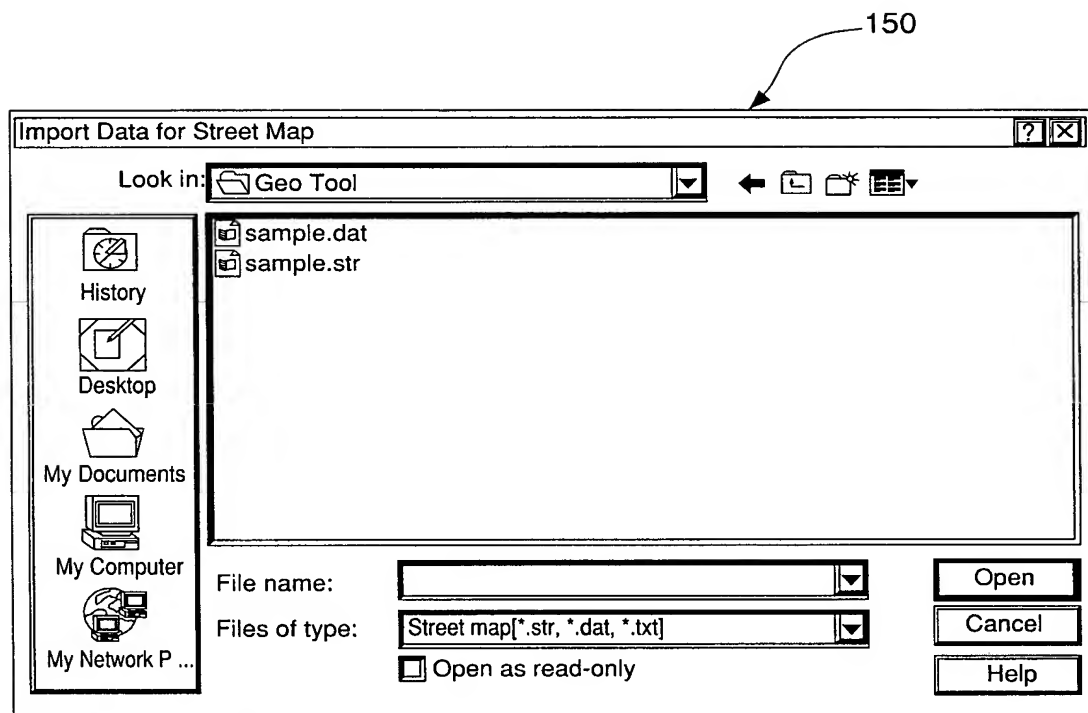 150
Import Data for Street Map
Look in: Geo Tool
sample.dat
sample.str
History
Desktop
My Documents
My Computer
My Network P ...
File name:
Files of type: Street map[*.str, *.dat, *.txt]
Open as read-only
Open
Cancel
Help